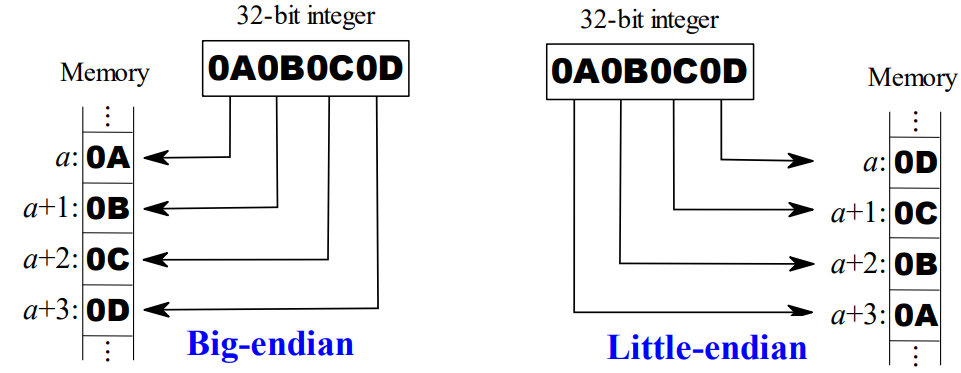 32-bit integer
0A0B0C0D
Memory
⋮
a: 0A
a+1: 0B
a+2: 0C
a+3: 0D
⋮
Big-endian
32-bit integer
0A0B0C0D
Memory
⋮
a: 0D
a+1: 0C
a+2: 0B
a+3: 0A
⋮
Little-endian